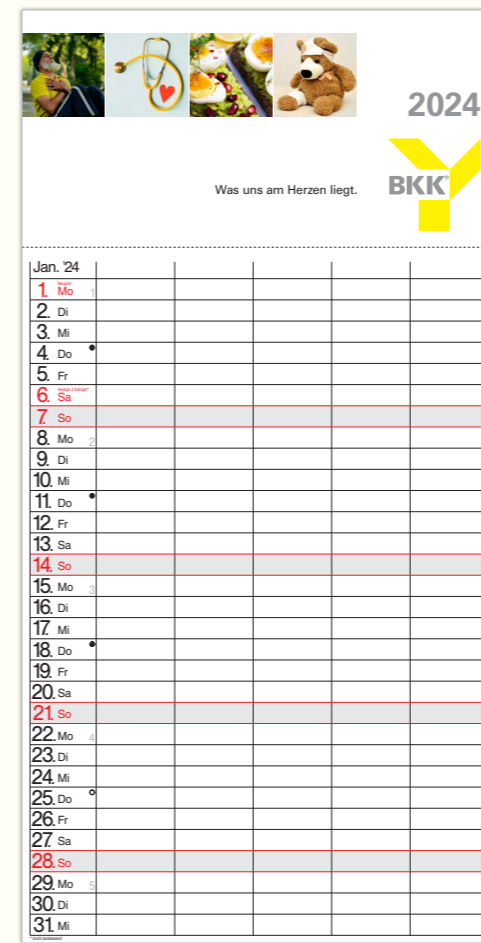 2024
BKK®
Was uns am Herzen liegt.
Jan. '24
1. Neujahr Mo 1
2. Di
3. Mi
4. Do
5. Fr
6. Heilige 3 Könige* Sa
7. So
8. Mo 2
9. Di
10. Mi
11. Do
12. Fr
13. Sa
14. So
15. Mo 3
16. Di
17. Mi
18. Do
19. Fr
20. Sa
21. So
22. Mo 4
23. Di
24. Mi
25. Do
26. Fr
27. Sa
28. So
29. Mo 5
30. Di
31. Mi